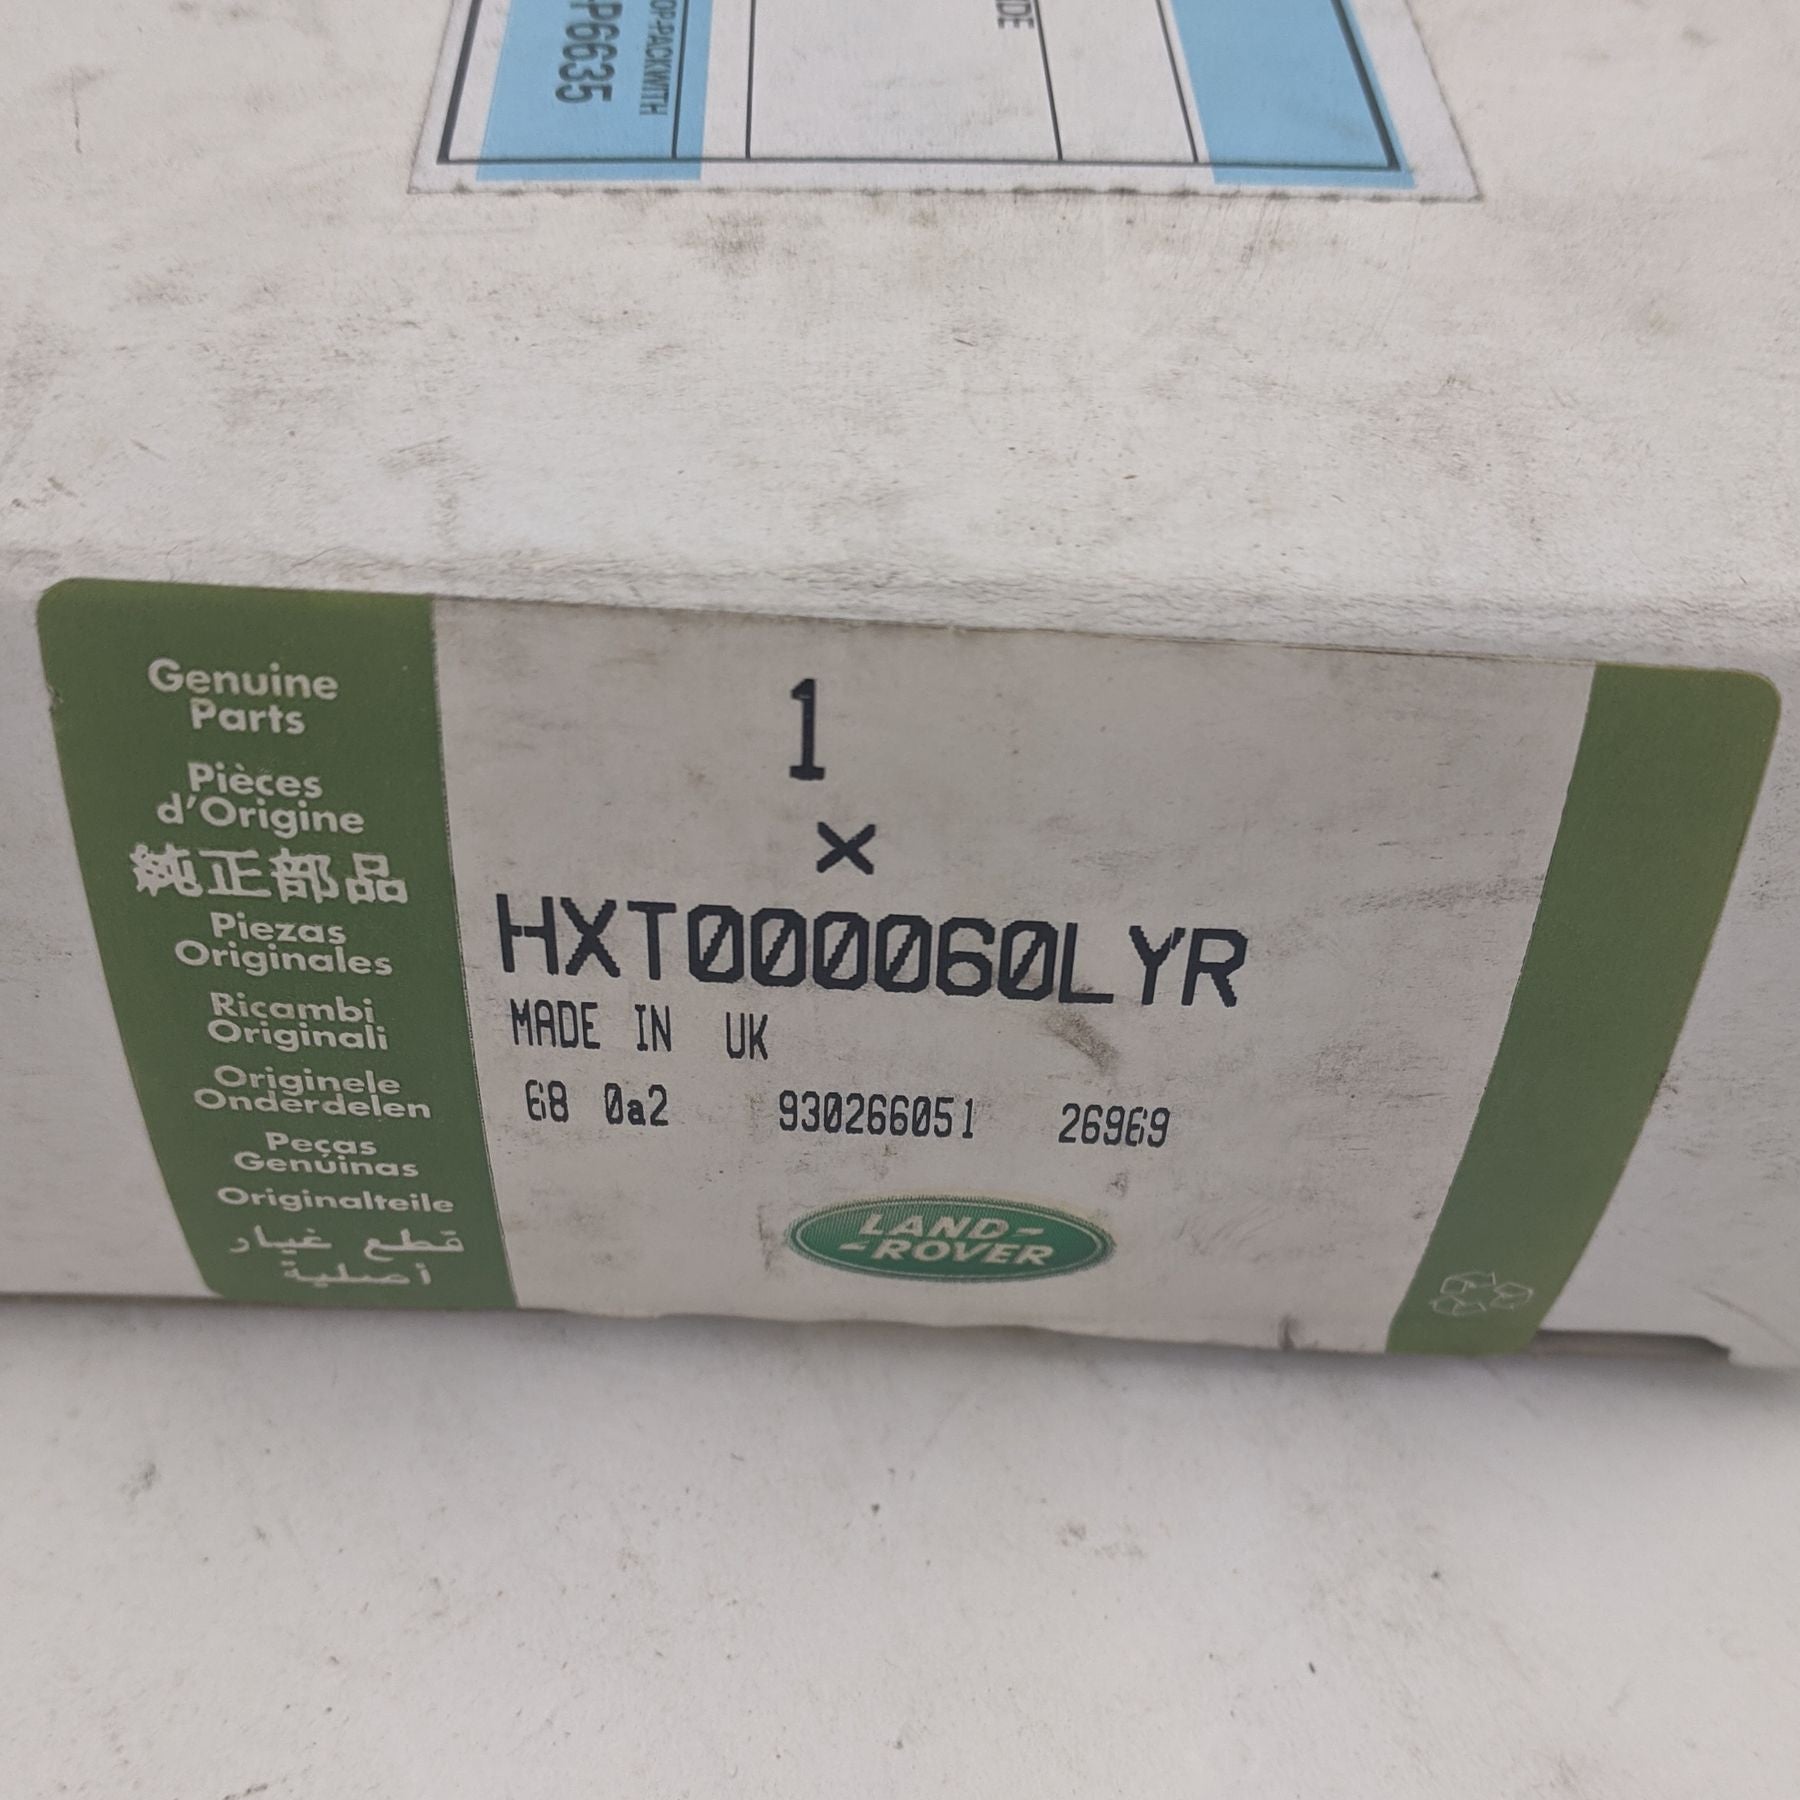 P6635
1
×
HXT000060LYR
MADE IN UK
68 0a2 930266051 26969
LAND-
-ROVER
Genuine
Parts
Pièces
d'Origine
純正部品
Piezas
Originales
Ricambi
Originali
Originele
Onderdelen
Peças
Genúinas
Originalteile
قطع غيار
أصلية